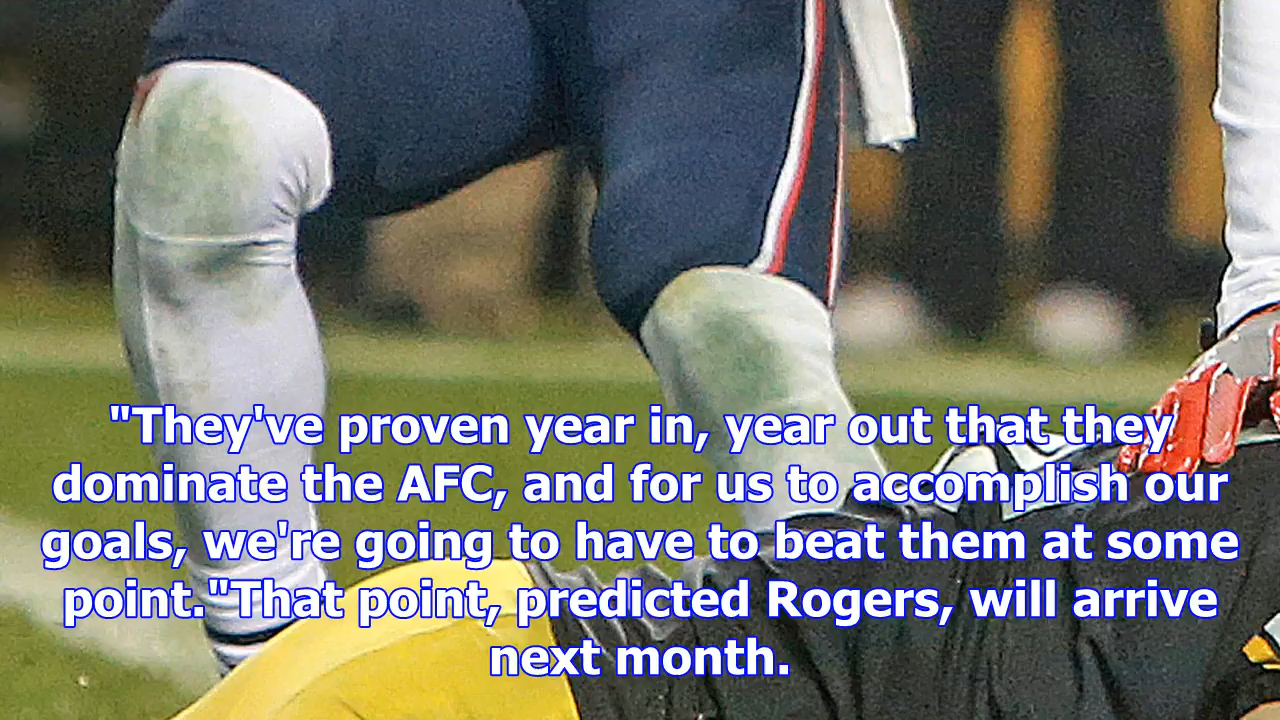 "They've proven year in, year out that they
dominate the AFC, and for us to accomplish our
goals, we're going to have to beat them at some
point."That point, predicted Rogers, will arrive
next month.